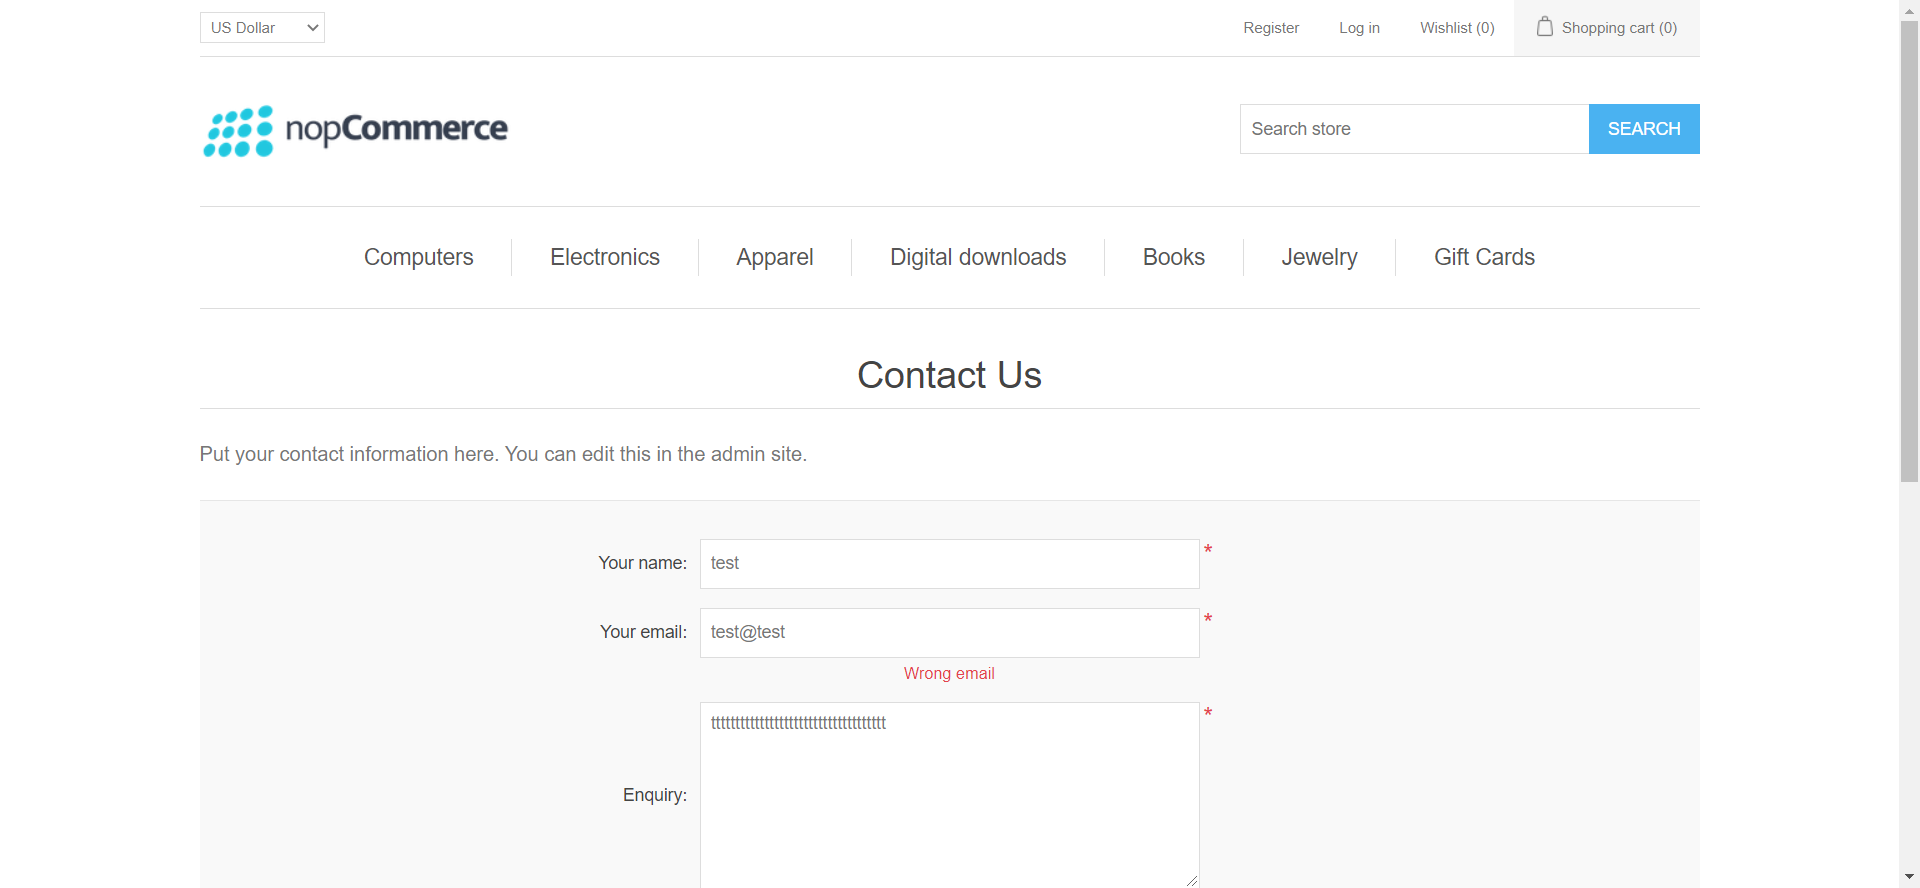 US Dollar
Register
Log in
Wishlist (0)
Shopping cart (0)
nopCommerce
Search store
SEARCH
Computers
Electronics
Apparel
Digital downloads
Books
Jewelry
Gift Cards
Contact Us
Put your contact information here. You can edit this in the admin site.
Your name:
test
*
Your email:
test@test
*
Wrong email
Enquiry:
tttttttttttttttttttttttttttttttttttt
*